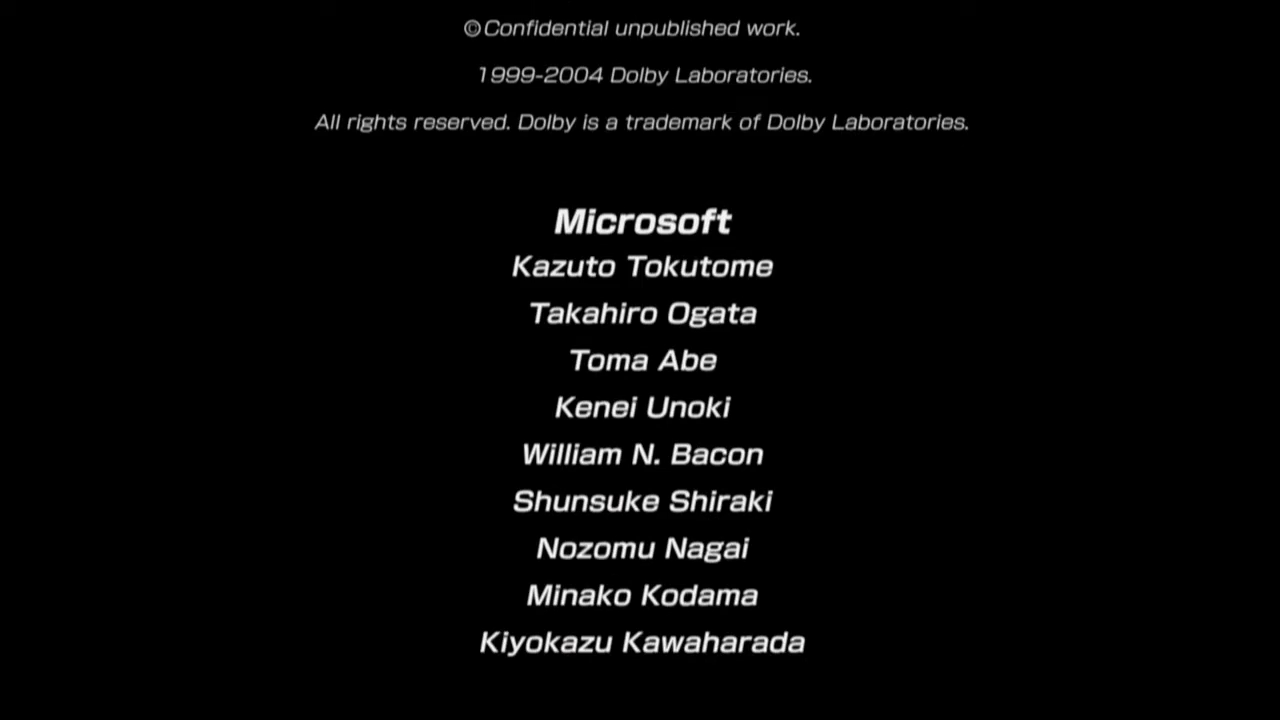 ©Confidential unpublished work.
1999-2004 Dolby Laboratories.
All rights reserved. Dolby is a trademark of Dolby Laboratories.
Microsoft
Kazuto Tokutome
Takahiro Ogata
Toma Abe
Kenei Unoki
William N. Bacon
Shunsuke Shiraki
Nozomu Nagai
Minako Kodama
Kiyokazu Kawaharada